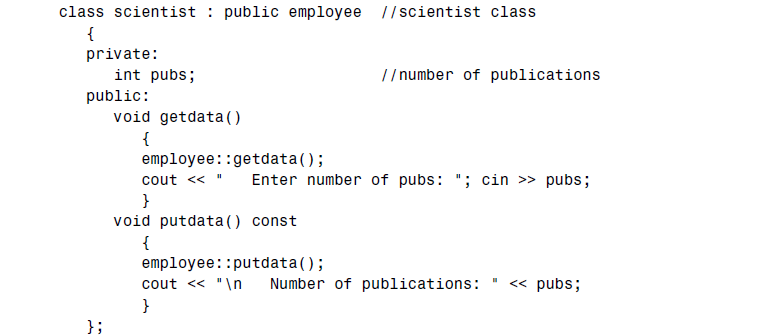 class scientist : public employee  //scientist class
   {
   private:
      int pubs;                    //number of publications
   public:
      void getdata()
         {
         employee::getdata();
         cout << "   Enter number of pubs: "; cin >> pubs;
         }
      void putdata() const
         {
         employee::putdata();
         cout << "\n   Number of publications: " << pubs;
         }
   };